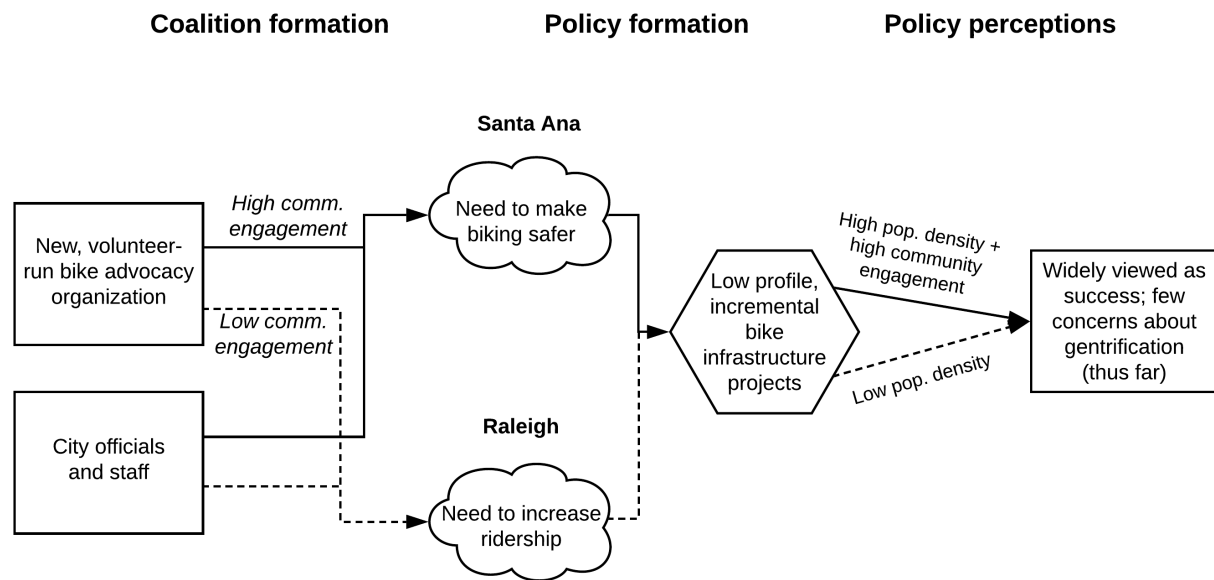 Coalition formation
Policy formation
Policy perceptions
Santa Ana
High comm.
engagement
New, volunteer-
run bike advocacy
organization
Low comm.
engagement
City officials
and staff
Need to make
biking safer
Raleigh
Need to increase
ridership
Low profile,
incremental
bike
infrastructure
projects
High pop. density +
high community
engagement
Low pop. density
Widely viewed as
success; few
concerns about
gentrification
(thus far)